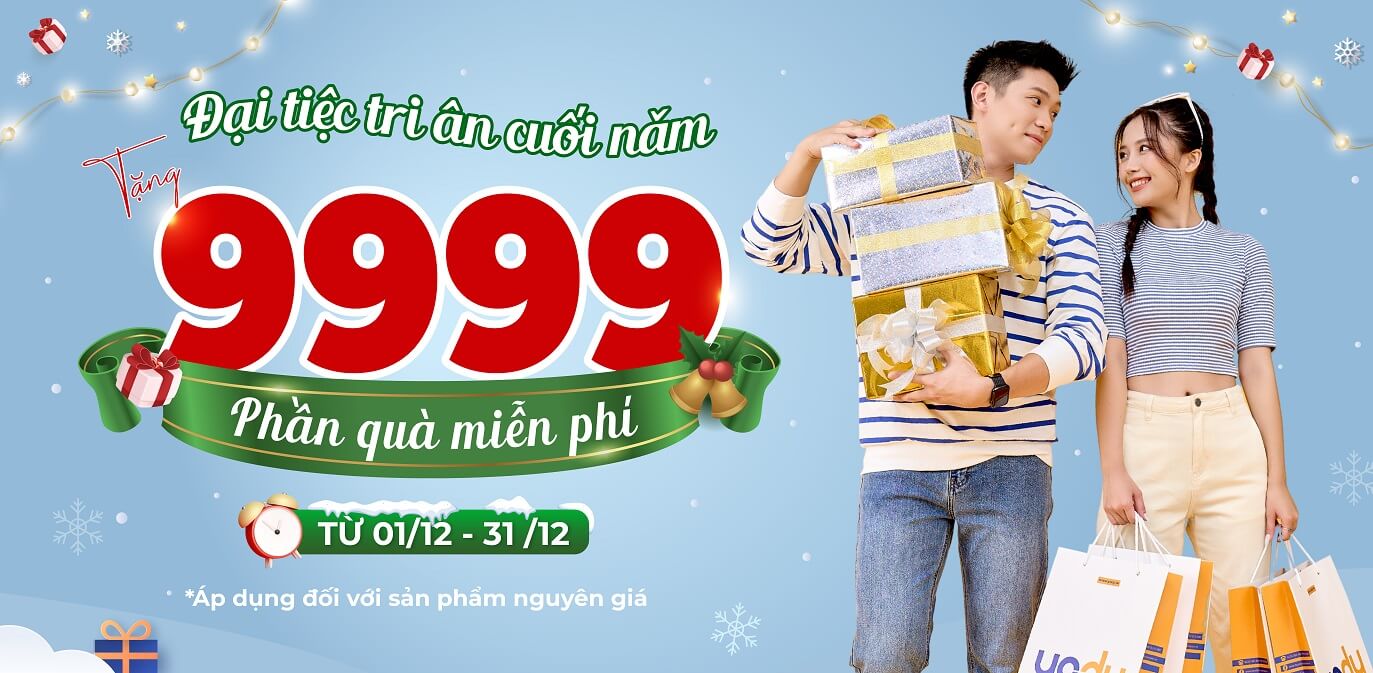 Đại tiệc tri ân cuối năm
Tặng
9999
Phần quà miễn phí
TỪ 01/12 - 31 /12
*Áp dụng đối với sản phẩm nguyên giá
yody